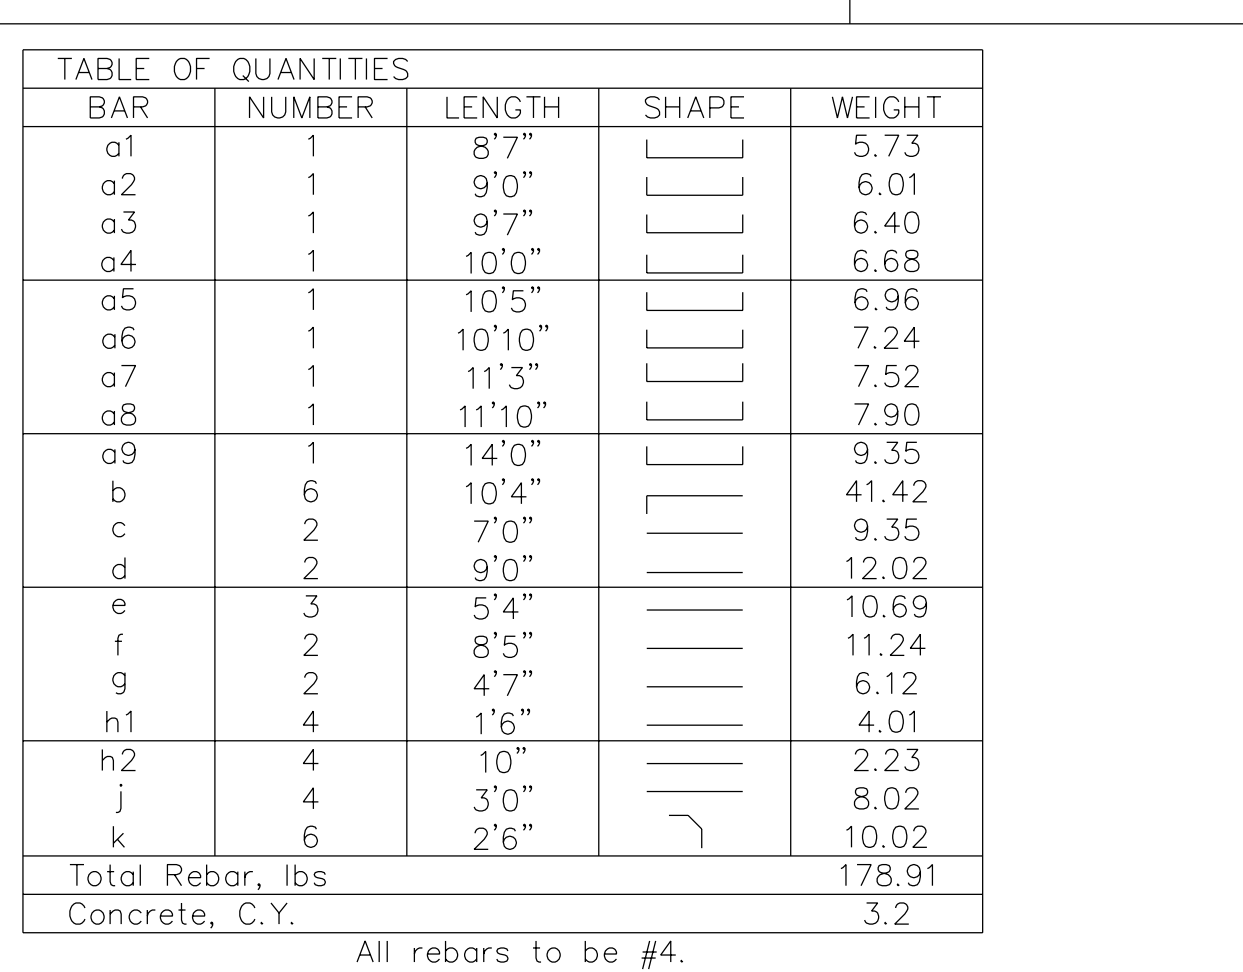 TABLE OF QUANTITIES
BAR NUMBER LENGTH SHAPE WEIGHT
a1 1 8’7” 5.73
a2 1 9’0” 6.01
a3 1 9’7” 6.40
a4 1 10’0” 6.68
a5 1 10’5” 6.96
a6 1 10’10” 7.24
a7 1 11’3” 7.52
a8 1 11’10” 7.90
a9 1 14’0” 9.35
b 6 10’4” 41.42
c 2 7’0” 9.35
d 2 9’0” 12.02
e 3 5’4” 10.69
f 2 8’5” 11.24
g 2 4’7” 6.12
h1 4 1’6” 4.01
h2 4 10” 2.23
j 4 3’0” 8.02
k 6 2’6” 10.02
Total Rebar, lbs 178.91
Concrete, C.Y. 3.2
All rebars to be #4.